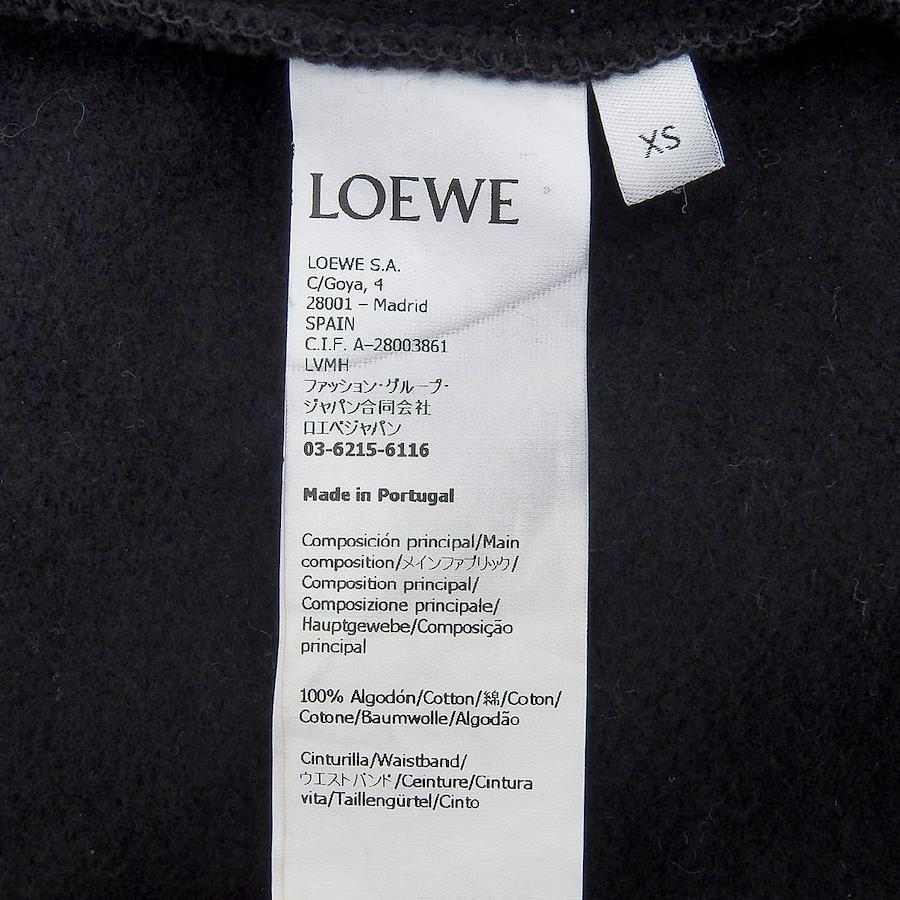 XS
LOEWE
LOEWE S.A.
C/Goya, 4
28001 – Madrid
SPAIN
C.I.F. A–28003861
LVMH
ファッション・グループ・
ジャパン合同会社
ロエベジャパン
03-6215-6116
Made in Portugal
Composición principal/Main
composition/メインファブリック/
Composition principal/
Composizione principale/
Hauptgewebe/Composição
principal
100% Algodón/Cotton/綿/Coton/
Cotone/Baumwolle/Algodão
Cinturilla/Waistband/
ウエストバンド/Ceinture/Cintura
vita/Taillengürtel/Cinto